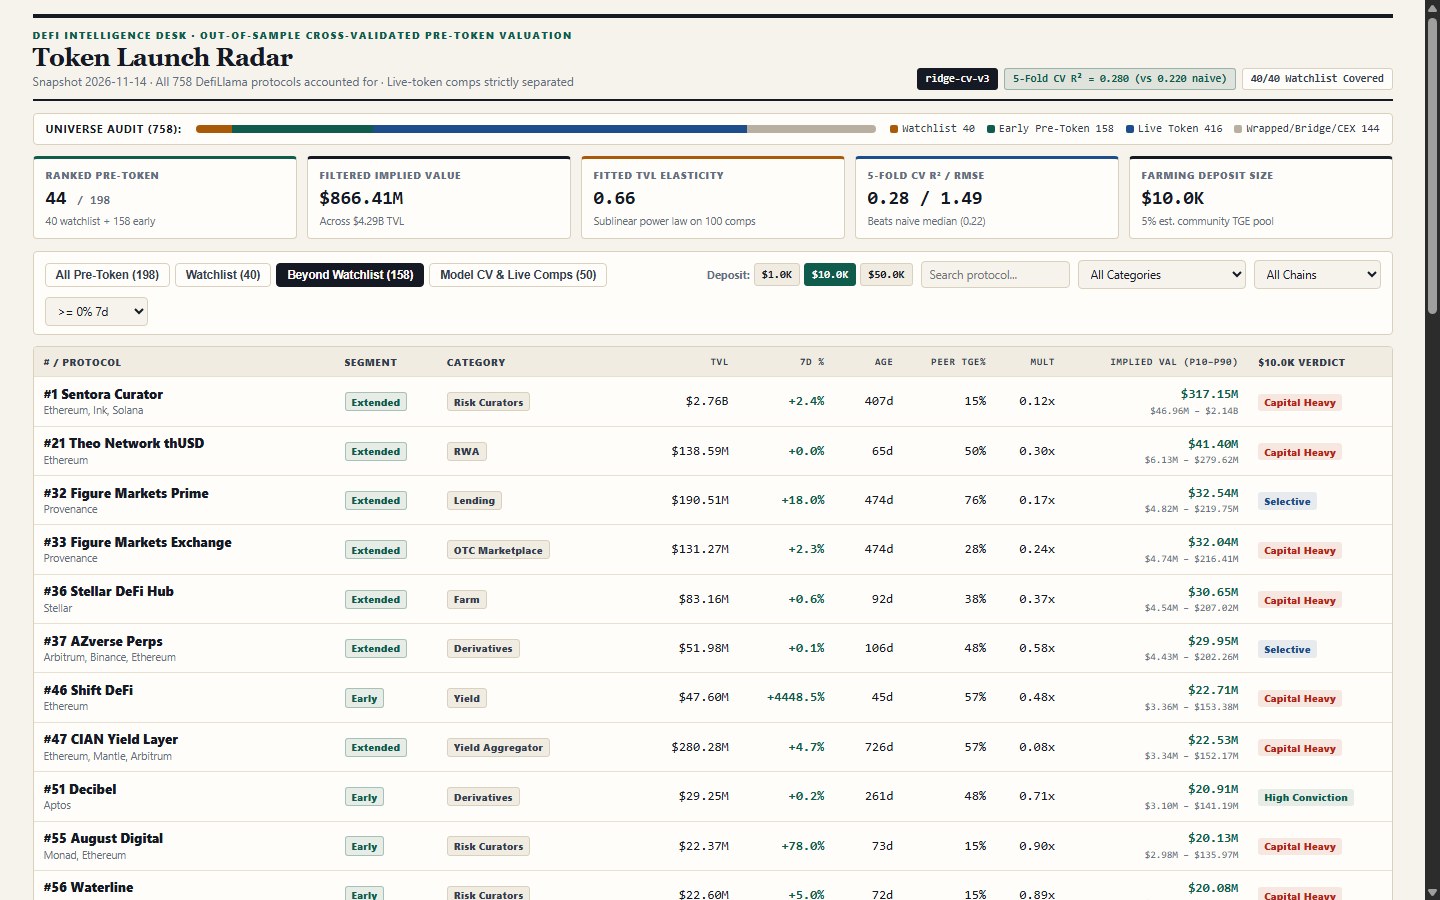 DEFI INTELLIGENCE DESK · OUT-OF-SAMPLE CROSS-VALIDATED PRE-TOKEN VALUATION
Token Launch Radar
Snapshot 2026-11-14 · All 758 DefiLlama protocols accounted for · Live-token comps strictly separated
ridge-cv-v3 5-Fold CV R² = 0.280 (vs 0.220 naive) 40/40 Watchlist Covered
UNIVERSE AUDIT (758): Watchlist 40 Early Pre-Token 158 Live Token 416 Wrapped/Bridge/CEX 144
RANKED PRE-TOKEN
44 / 198
40 watchlist + 158 early
FILTERED IMPLIED VALUE
$866.41M
Across $4.29B TVL
FITTED TVL ELASTICITY
0.66
Sublinear power law on 100 comps
5-FOLD CV R² / RMSE
0.28 / 1.49
Beats naive median (0.22)
FARMING DEPOSIT SIZE
$10.0K
5% est. community TGE pool
All Pre-Token (198) Watchlist (40) Beyond Watchlist (158) Model CV & Live Comps (50) Deposit: $1.0K $10.0K $50.0K Search protocol... All Categories All Chains
>= 0% 7d
# / PROTOCOL SEGMENT CATEGORY TVL 7D % AGE PEER TGE% MULT IMPLIED VAL (P10–P90) $10.0K VERDICT
#1 Sentora Curator Extended Risk Curators $2.76B +2.4% 407d 15% 0.12x $317.15M Capital Heavy
Ethereum, Ink, Solana $46.96M – $2.14B
#21 Theo Network thUSD Extended RWA $138.59M +0.0% 65d 50% 0.30x $41.40M Capital Heavy
Ethereum $6.13M – $279.62M
#32 Figure Markets Prime Extended Lending $190.51M +18.0% 474d 76% 0.17x $32.54M Selective
Provenance $4.82M – $219.75M
#33 Figure Markets Exchange Extended OTC Marketplace $131.27M +2.3% 474d 28% 0.24x $32.04M Capital Heavy
Provenance $4.74M – $216.41M
#36 Stellar DeFi Hub Extended Farm $83.16M +0.6% 92d 38% 0.37x $30.65M Capital Heavy
Stellar $4.54M – $207.02M
#37 AZverse Perps Extended Derivatives $51.98M +0.1% 106d 48% 0.58x $29.95M Selective
Arbitrum, Binance, Ethereum $4.43M – $202.26M
#46 Shift DeFi Early Yield $47.60M +4448.5% 45d 57% 0.48x $22.71M Capital Heavy
Ethereum $3.36M – $153.38M
#47 CIAN Yield Layer Extended Yield Aggregator $280.28M +4.7% 726d 57% 0.08x $22.53M Capital Heavy
Ethereum, Mantle, Arbitrum $3.34M – $152.17M
#51 Decibel Early Derivatives $29.25M +0.2% 261d 48% 0.71x $20.91M High Conviction
Aptos $3.10M – $141.19M
#55 August Digital Early Risk Curators $22.37M +78.0% 73d 15% 0.90x $20.13M Capital Heavy
Monad, Ethereum $2.98M – $135.97M
#56 Waterline Early Risk Curators $22.60M +5.0% 72d 15% 0.89x $20.08M Capital Heavy